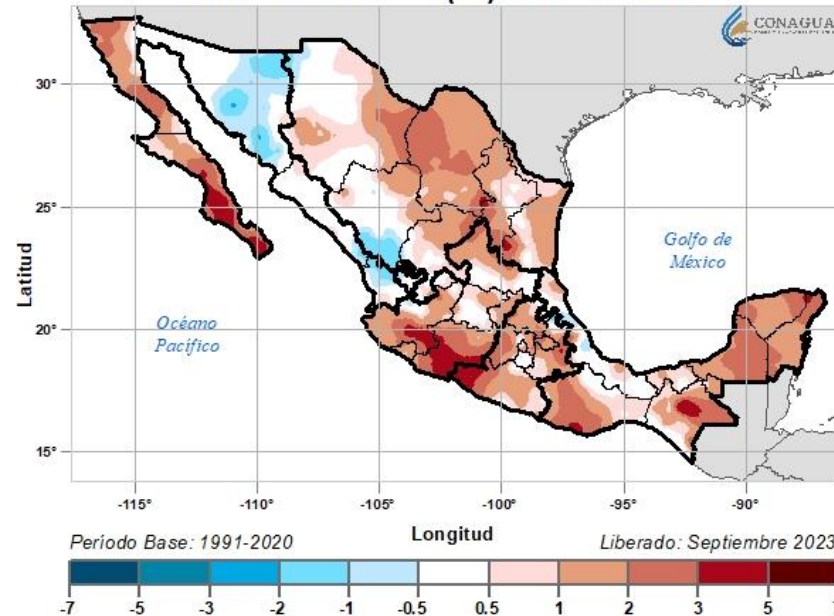 CONAGUA
30°
25°
20°
15°
Latitud
Golfo de
México
Océano
Pacífico
-115° -110° -105° -100° -95° -90°
Longitud
Periodo Base: 1991-2020
Liberado: Septiembre 2023
-7 -5 -3 -2 -1 -0.5 0.5 1 2 3 5